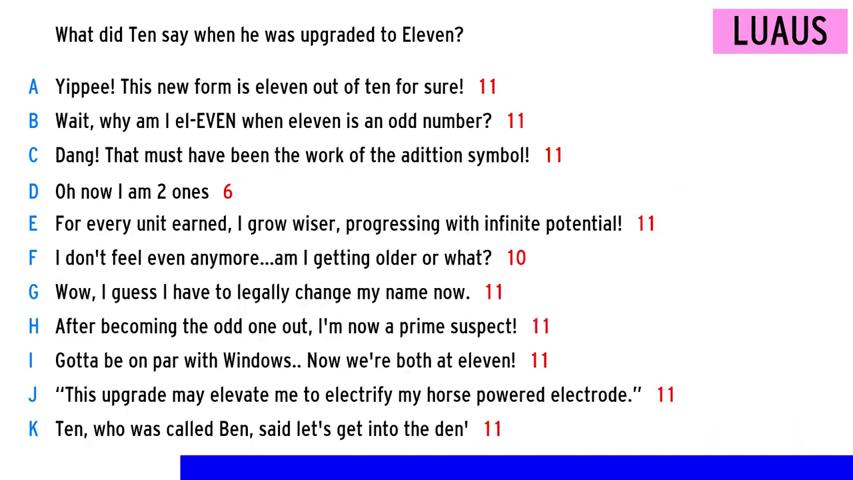 What did Ten say when he was upgraded to Eleven?
LUAUS
A Yippee! This new form is eleven out of ten for sure! 11
B Wait, why am I el-EVEN when eleven is an odd number? 11
C Dang! That must have been the work of the adittion symbol! 11
D Oh now I am 2 ones 6
E For every unit earned, I grow wiser, progressing with infinite potential! 11
F I don't feel even anymore...am I getting older or what? 10
G Wow, I guess I have to legally change my name now. 11
H After becoming the odd one out, I'm now a prime suspect! 11
I Gotta be on par with Windows.. Now we're both at eleven! 11
J “This upgrade may elevate me to electrify my horse powered electrode.” 11
K Ten, who was called Ben, said let's get into the den' 11